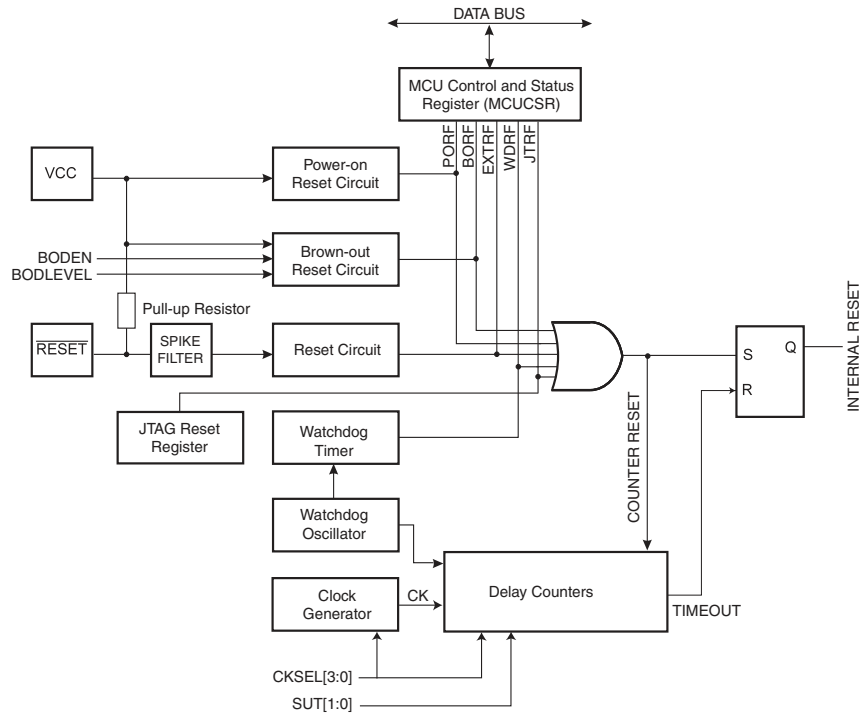 DATA BUS
MCU Control and Status
Register (MCUCSR)
PORF
BORF
EXTRF
WDRF
JTRF
VCC
Power-on
Reset Circuit
BODEN
BODLEVEL
Brown-out
Reset Circuit
Pull-up Resistor
RESET
SPIKE
FILTER
Reset Circuit
JTAG Reset
Register
Watchdog
Timer
Watchdog
Oscillator
Clock
Generator
CK
Delay Counters
CKSEL[3:0]
SUT[1:0]
COUNTER RESET
TIMEOUT
S
R
Q
INTERNAL RESET